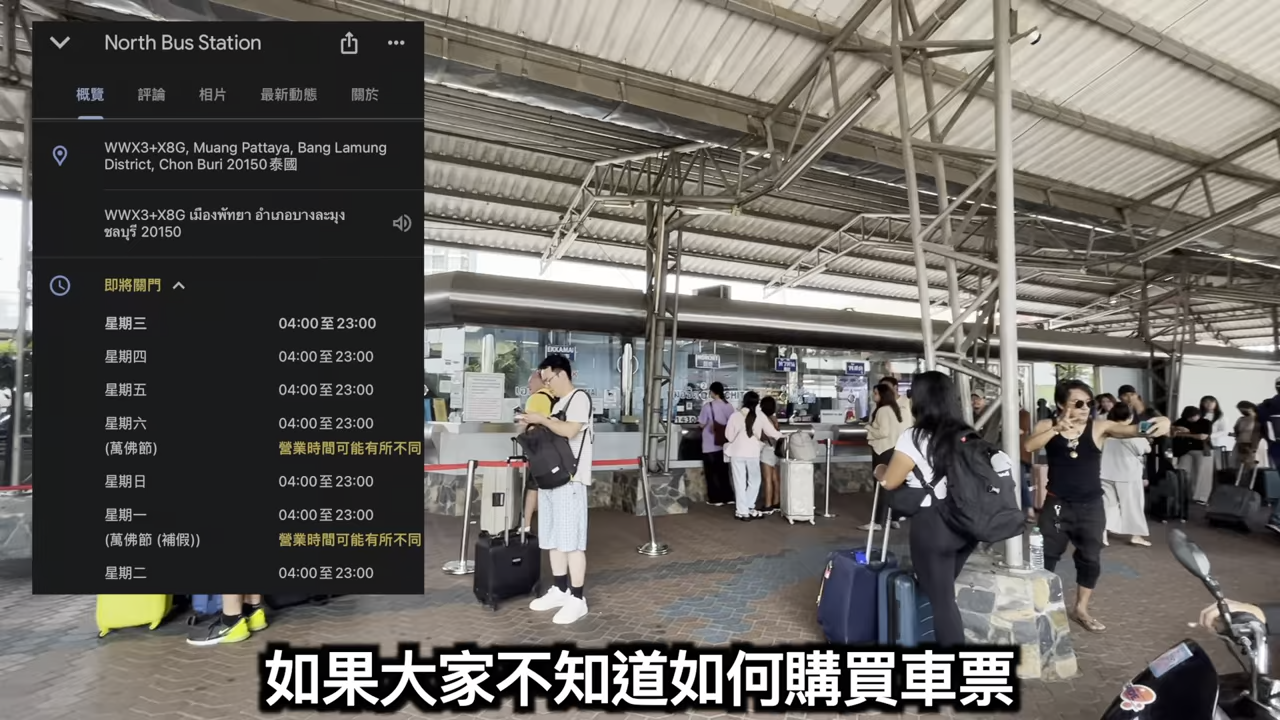 North Bus Station
概覽 評論 相片 最新動態 關於
WWX3+X8G, Muang Pattaya, Bang Lamung
District, Chon Buri 20150泰國
WWX3+X8G เมืองพัทยา อำเภอบางละมุง
ชลบุรี 20150
即將關門
星期三 04:00至23:00
星期四 04:00至23:00
星期五 04:00至23:00
星期六 04:00至23:00
(萬佛節) 營業時間可能有所不同
星期日 04:00至23:00
星期一 04:00至23:00
(萬佛節 (補假)) 營業時間可能有所不同
星期二 04:00至23:00
EKKAMAI
MORCHIT
如果大家不知道如何購買車票